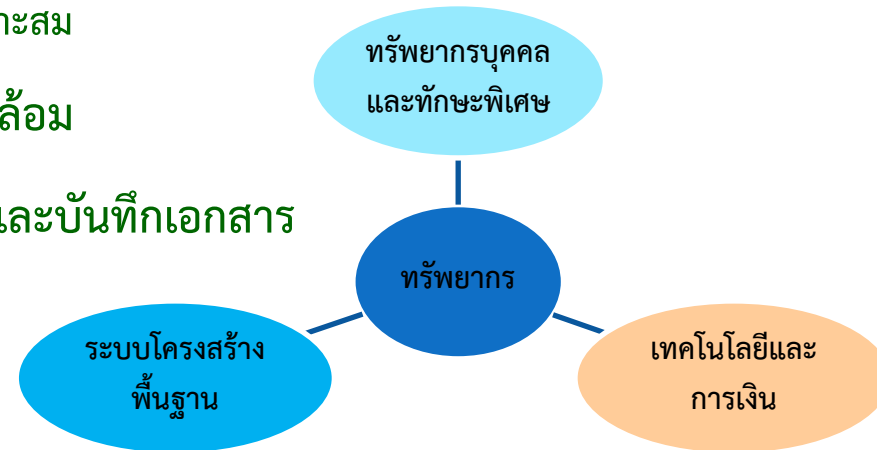 าะสม
ล้อม
และบันทึกเอกสาร
ทรัพยากรบุคคล
และทักษะพิเศษ
ทรัพยากร
ระบบโครงสร้าง
พื้นฐาน
เทคโนโลยีและ
การเงิน